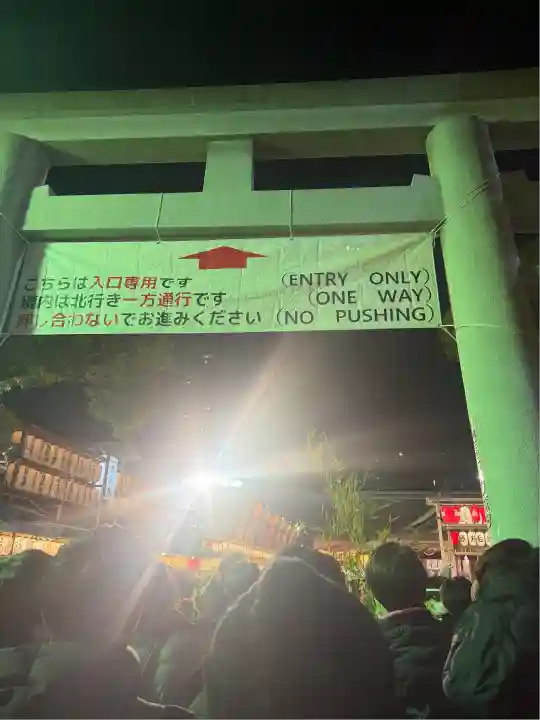 こちらは入口専用です (ENTRY ONLY)
境内は北行き一方通行です (ONE WAY)
押し合わないでお進みください (NO PUSHING)